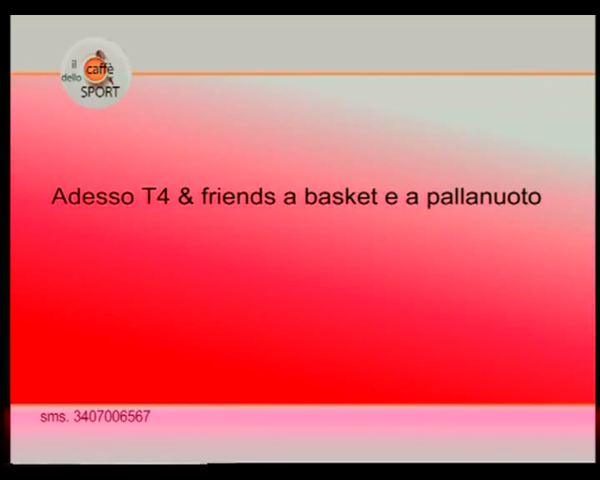 il
caffè
dello
SPORT
Adesso T4 & friends a basket e a pallanuoto
sms. 3407006567